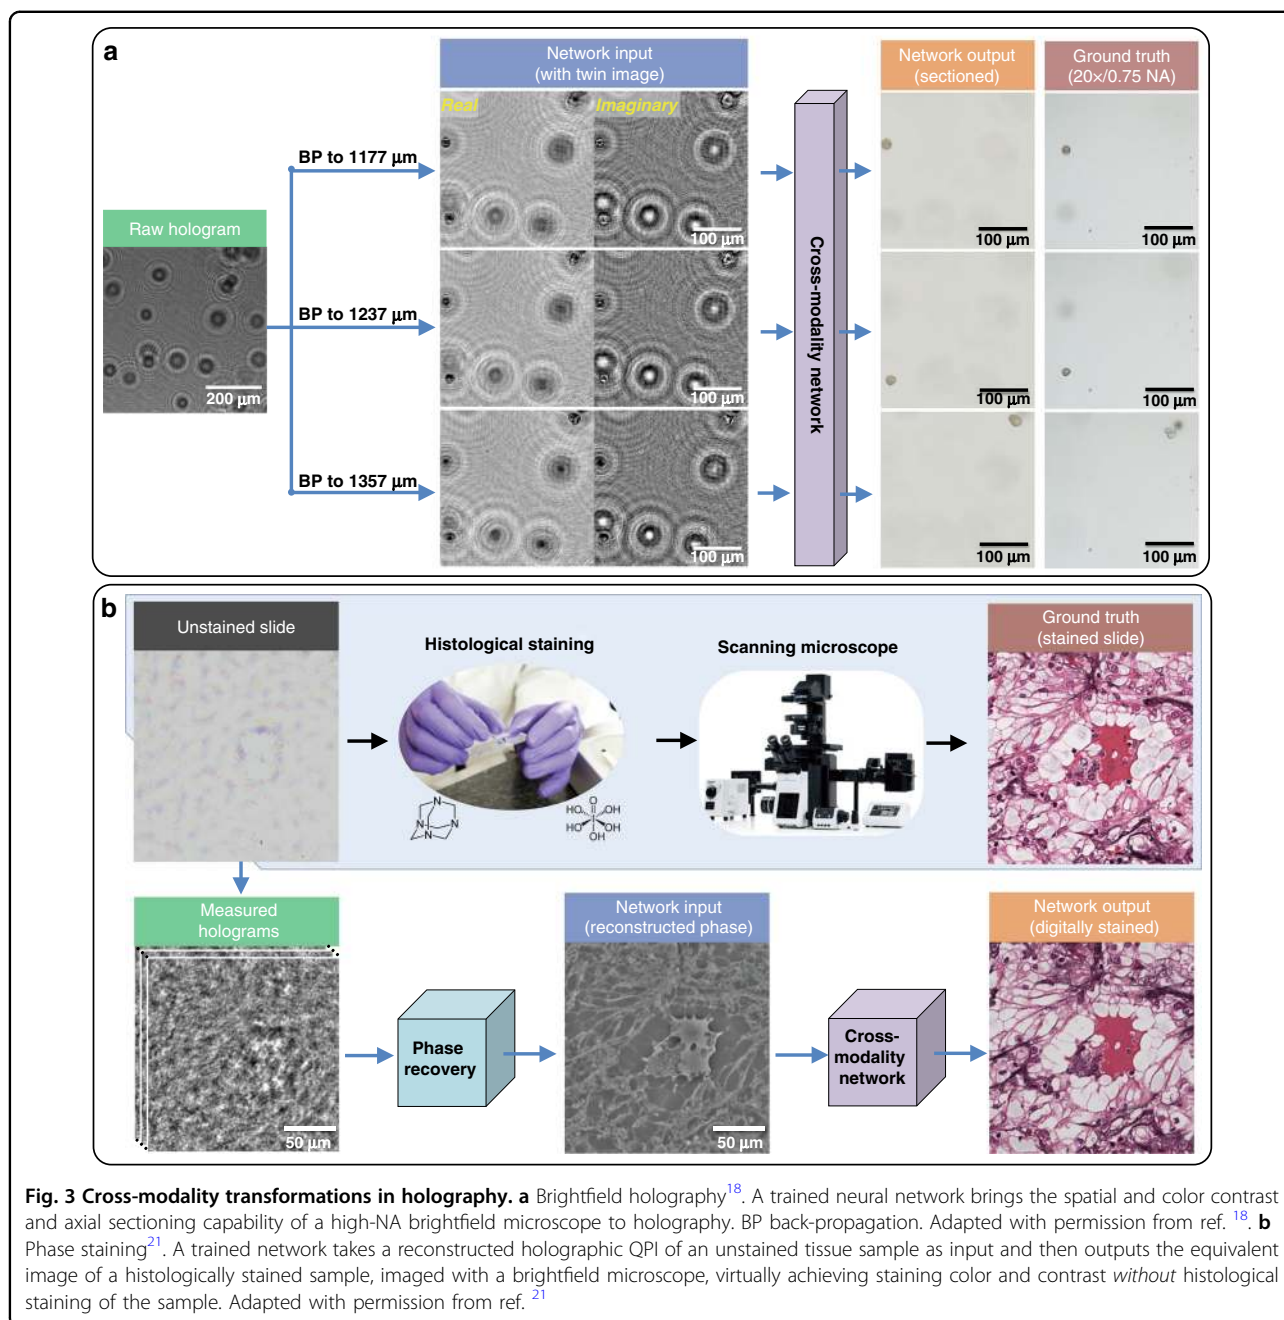 a
Network input
(with twin image)
Network output
(sectioned)
Ground truth
(20×/0.75 NA)
Real
Imaginary
BP to 1177 µm
100 µm
100 µm
100 µm
Raw hologram
200 µm
BP to 1237 µm
100 µm
100 µm
100 µm
BP to 1357 µm
100 µm
100 µm
100 µm
Cross-modality network
b
Unstained slide
Histological staining
Scanning microscope
Ground truth
(stained slide)
N
N
N
N
O
HO
OH
I
HO
OH
OH
Measured
holograms
50 µm
Phase
recovery
Network input
(reconstructed phase)
50 µm
Cross-
modality
network
Network output
(digitally stained)
Fig. 3 Cross-modality transformations in holography. a Brightfield holography18. A trained neural network brings the spatial and color contrast
and axial sectioning capability of a high-NA brightfield microscope to holography. BP back-propagation. Adapted with permission from ref. 18. b
Phase staining21. A trained network takes a reconstructed holographic QPI of an unstained tissue sample as input and then outputs the equivalent
image of a histologically stained sample, imaged with a brightfield microscope, virtually achieving staining color and contrast without histological
staining of the sample. Adapted with permission from ref. 21